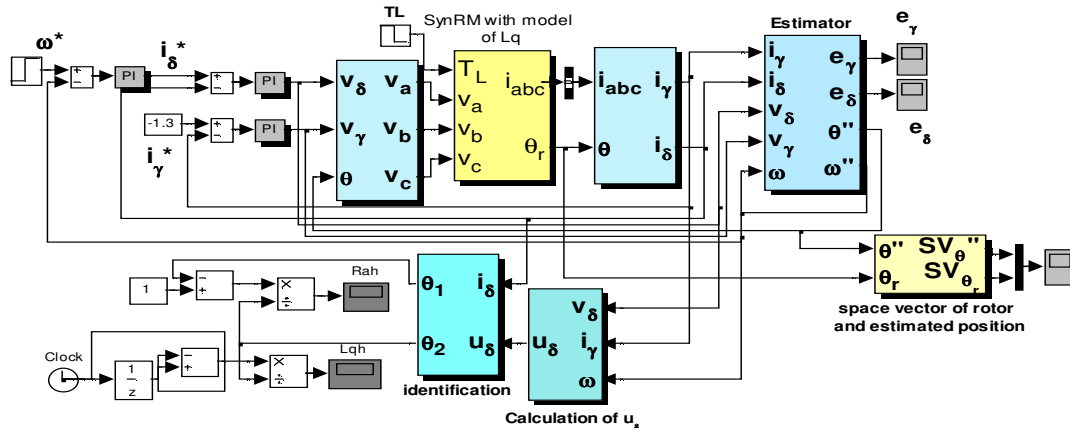 TL
SynRM with model
of Lq
Estimator
e_γ
e_δ
ω*
i_δ*
PI
PI
-1.3
PI
i_γ*
v_δ
v_γ
θ
v_a
v_b
v_c
T_L
v_a
v_b
v_c
i_abc
θ_r
i_abc
θ
i_γ
i_δ
i_γ
i_δ
v_δ
v_γ
ω
e_γ
e_δ
θ''
ω''
θ''
θ_r
SV_θ''
SV_θ_r
space vector of rotor
and estimated position
1
×
÷
Rah
Clock
1
z
×
÷
Lqh
θ_1
θ_2
i_δ
u_δ
identification
u_δ
v_δ
i_γ
ω
Calculation of u_δ